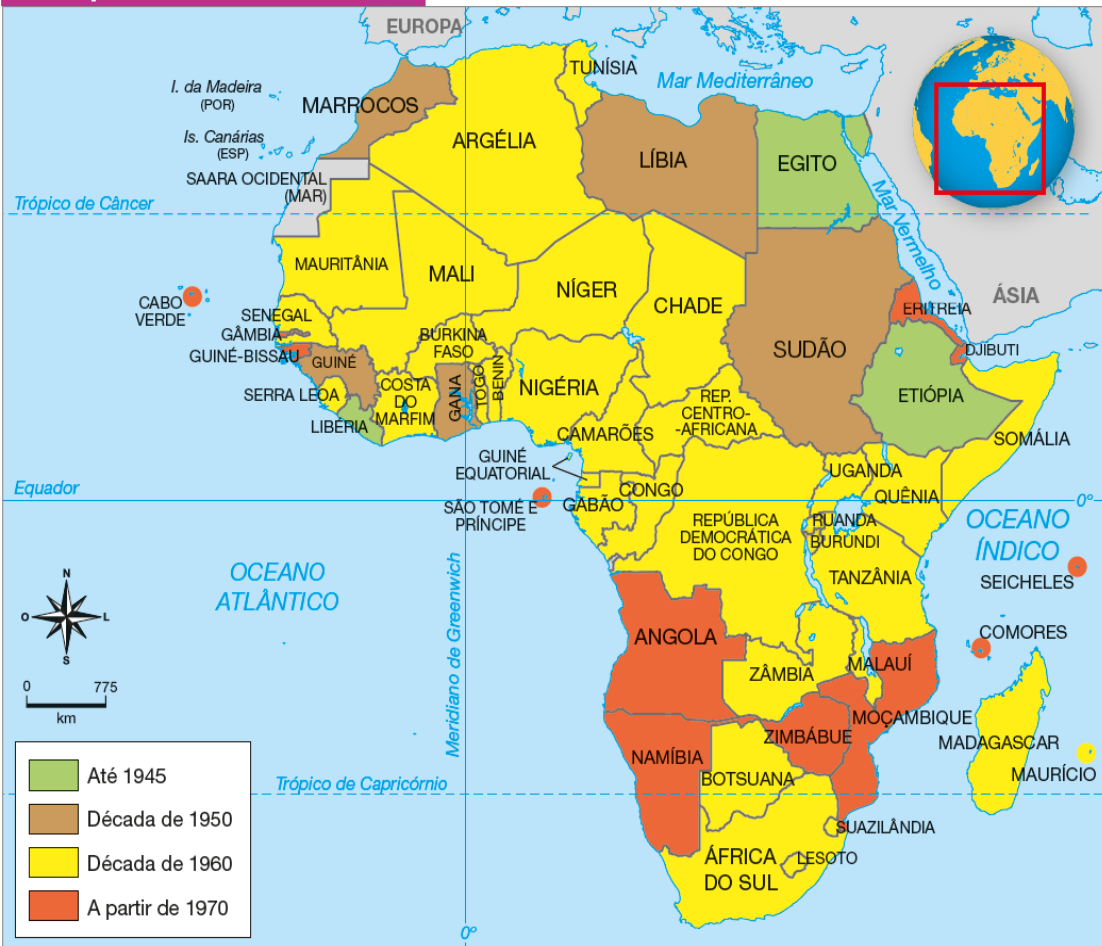 EUROPA
TUNÍSIA
Mar Mediterrâneo
I. da Madeira
(POR)
MARROCOS
Is. Canárias
(ESP)
ARGÉLIA
LÍBIA
EGITO
SAARA OCIDENTAL
(MAR)
Trópico de Câncer
Mar Vermelho
MAURITÂNIA
MALI
NÍGER
CHADE
SUDÃO
ERITREIA
ÁSIA
CABO
VERDE
SENEGAL
GÂMBIA
GUINÉ-BISSAU
GUINÉ
BURKINA
FASO
DJIBUTI
SERRA LEOA
COSTA
DO
MARFIM
GANA
TOGO
BENIN
NIGÉRIA
REP.
CENTRO-
-AFRICANA
ETIÓPIA
LIBÉRIA
CAMARÕES
SOMÁLIA
GUINÉ
EQUATORIAL
UGANDA
QUÊNIA
Equador
0º
SÃO TOMÉ E
PRÍNCIPE
GABÃO
CONGO
REPÚBLICA
DEMOCRÁTICA
DO CONGO
RUANDA
BURUNDI
OCEANO
ÍNDICO
TANZÂNIA
SEICHELES
OCEANO
ATLÂNTICO
Meridiano de Greenwich
N
O
L
S
ANGOLA
COMORES
ZÂMBIA
MALAUÍ
0
775
km
MOÇAMBIQUE
ZIMBÁBUE
NAMÍBIA
MADAGASCAR
MAURÍCIO
BOTSUANA
Trópico de Capricórnio
SUAZILÂNDIA
LESOTO
ÁFRICA
DO SUL
Até 1945
Década de 1950
Década de 1960
A partir de 1970
0º